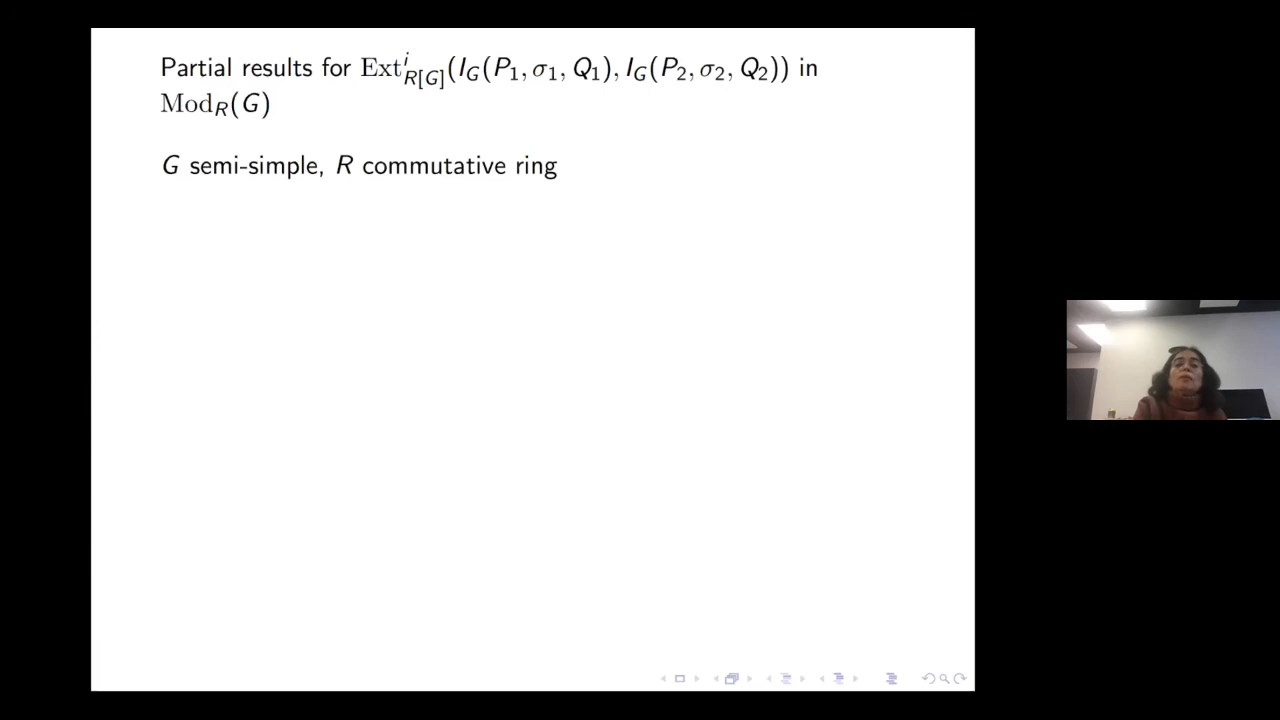 Partial results for Ext^i_{R[G]}(I_G(P_1, σ_1, Q_1), I_G(P_2, σ_2, Q_2)) in
Mod_R(G)
G semi-simple, R commutative ring